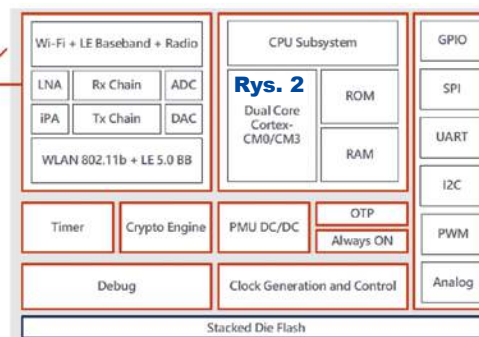 Wi-Fi + LE Baseband + Radio
LNA
Rx Chain
ADC
iPA
Tx Chain
DAC
WLAN 802.11b + LE 5.0 BB
CPU Subsystem
Rys. 2
Dual Core
Cortex-
CM0/CM3
ROM
RAM
GPIO
SPI
UART
I2C
PWM
Analog
Timer
Crypto Engine
PMU DC/DC
OTP
Always ON
Debug
Clock Generation and Control
Stacked Die Flash